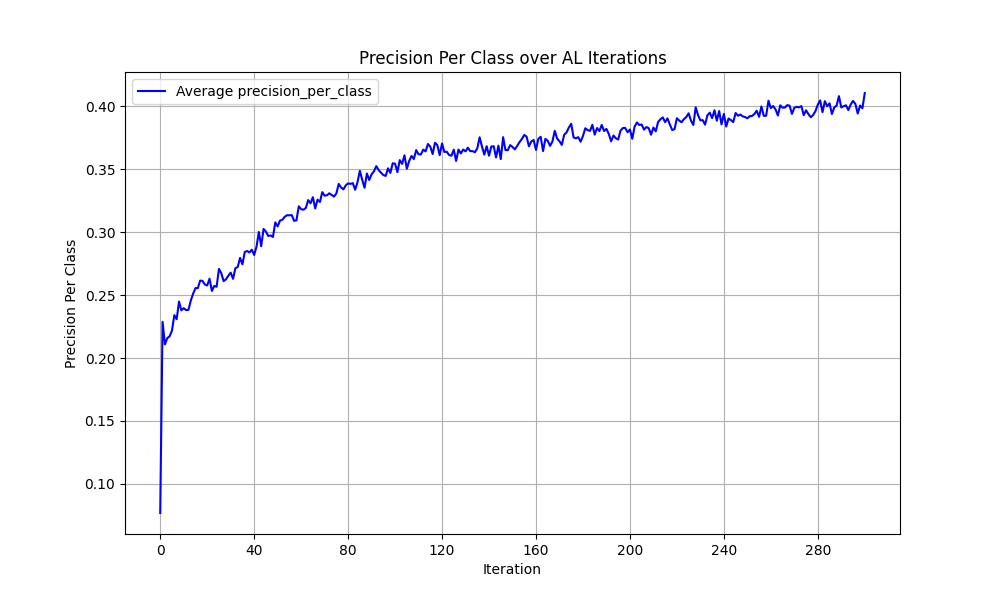 Precision Per Class over AL Iterations
Average precision_per_class
Precision Per Class
0.40
0.35
0.30
0.25
0.20
0.15
0.10
0 40 80 120 160 200 240 280
Iteration